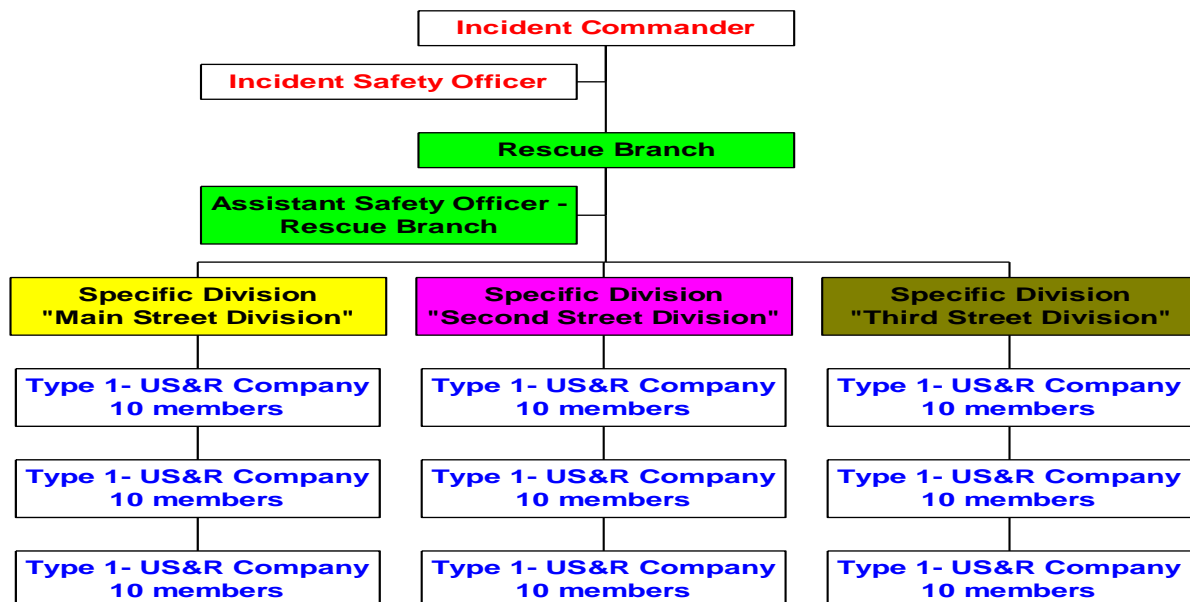 Incident Commander
Incident Safety Officer
Rescue Branch
Assistant Safety Officer -
Rescue Branch
Specific Division
"Main Street Division"
Specific Division
"Second Street Division"
Specific Division
"Third Street Division"
Type 1- US&R Company
10 members
Type 1- US&R Company
10 members
Type 1- US&R Company
10 members
Type 1- US&R Company
10 members
Type 1- US&R Company
10 members
Type 1- US&R Company
10 members
Type 1- US&R Company
10 members
Type 1- US&R Company
10 members
Type 1- US&R Company
10 members